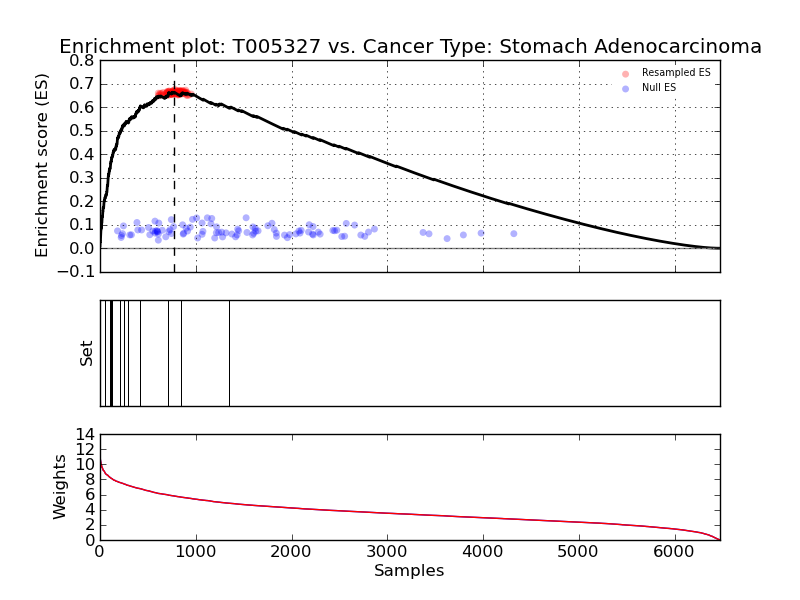 Enrichment plot: T005327 vs. Cancer Type: Stomach Adenocarcinoma
Enrichment score (ES)
0.8
0.7
0.6
0.5
0.4
0.3
0.2
0.1
0.0
−0.1
Resampled ES
Null ES
Set
Weights
14
12
10
8
6
4
2
0
0 1000 2000 3000 4000 5000 6000
Samples